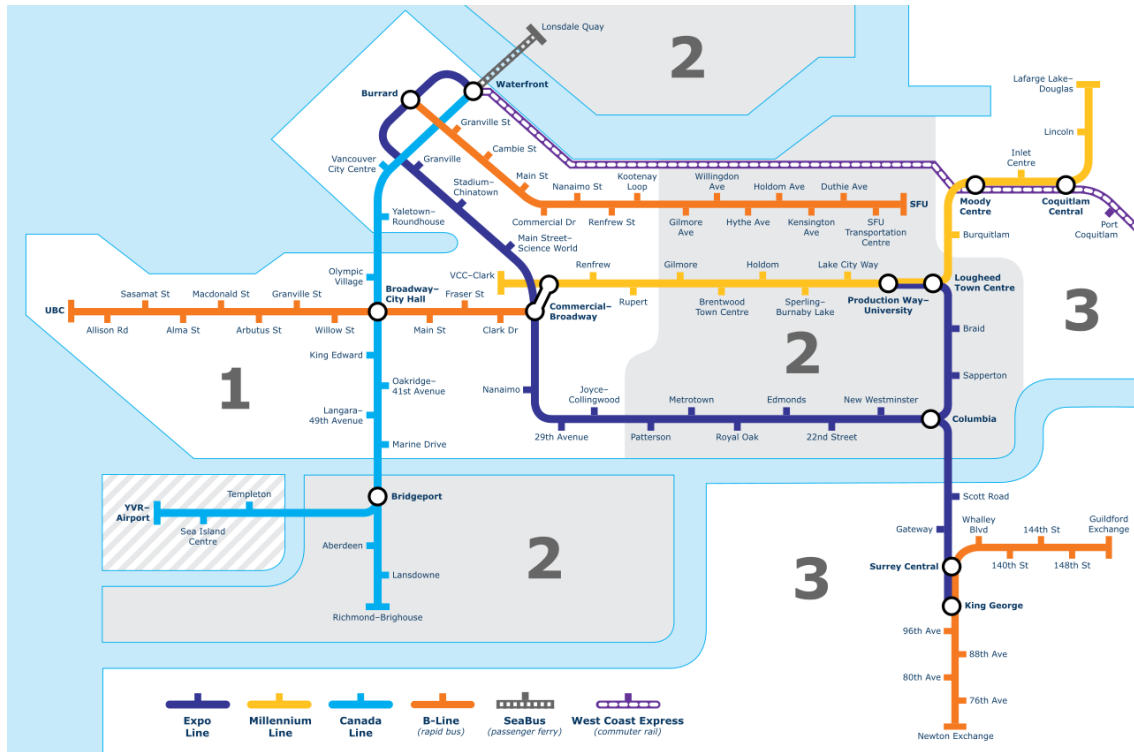 Lonsdale Quay
2
Waterfront
Burrard
Lafarge Lake–
Douglas
Granville St
Lincoln
Cambie St
Vancouver
City Centre
Granville
Inlet
Centre
Main St
Nanaimo St
Kootenay
Loop
Willingdon
Ave
Holdom Ave
Duthie Ave
Stadium–
Chinatown
SFU
Moody
Centre
Coquitlam
Central
Port
Coquitlam
Yaletown–
Roundhouse
Commercial Dr
Renfrew St
Gilmore
Ave
Hythe Ave
Kensington
Ave
SFU
Transportation
Centre
Burquitlam
Main Street–
Science World
Olympic
Village
VCC–Clark
Renfrew
Gilmore
Holdom
Lake City Way
Lougheed
Town Centre
Sasamat St
Macdonald St
Granville St
Broadway–
City Hall
Fraser St
Commercial–
Broadway
Rupert
Brentwood
Town Centre
Sperling–
Burnaby Lake
Production Way–
University
3
UBC
Allison Rd
Alma St
Arbutus St
Willow St
Main St
Clark Dr
Braid
2
King Edward
1
Oakridge–
41st Avenue
Nanaimo
Joyce–
Collingwood
Metrotown
Edmonds
New Westminster
Sapperton
Langara–
49th Avenue
Columbia
Marine Drive
29th Avenue
Patterson
Royal Oak
22nd Street
Templeton
Bridgeport
YVR–
Airport
Sea Island
Centre
Scott Road
Aberdeen
2
Gateway
Whalley
Blvd
144th St
Guildford
Exchange
Lansdowne
3
Surrey Central
140th St
148th St
Richmond–Brighouse
King George
96th Ave
88th Ave
80th Ave
76th Ave
Newton Exchange
Expo
Line
Millennium
Line
Canada
Line
B-Line
(rapid bus)
SeaBus
(passenger ferry)
West Coast Express
(commuter rail)